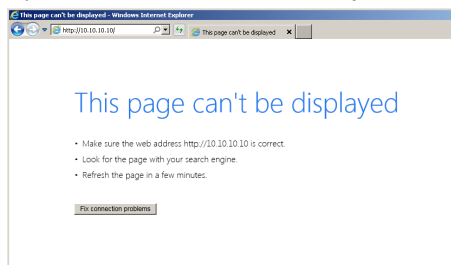 This page can't be displayed - Windows Internet Explorer
http://10.10.10.10/ This page can't be displayed
This page can't be displayed
• Make sure the web address http://10.10.10.10 is correct.
• Look for the page with your search engine.
• Refresh the page in a few minutes.
Fix connection problems